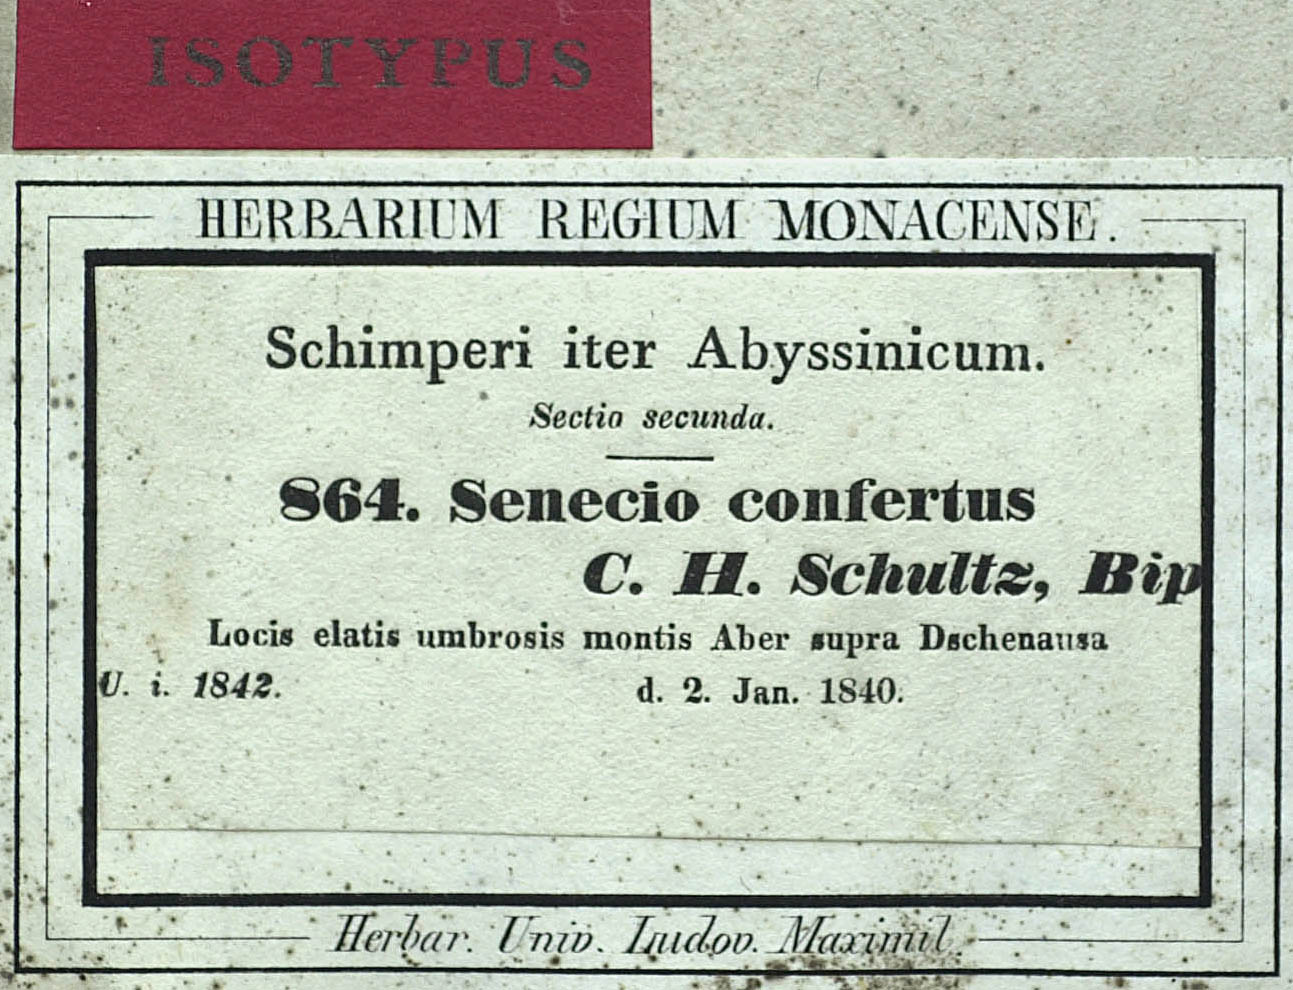 ISOTYPUS
HERBARIUM REGIUM MONACENSE.
Schimperi iter Abyssinicum.
Sectio secunda.
864. Senecio confertus
C. H. Schultz, Bip
Locis elatis umbrosis montis Aber supra Dschenausa
U. i. 1842. d. 2. Jan. 1840.
Herbar. Univ. Ludov. Maximil.